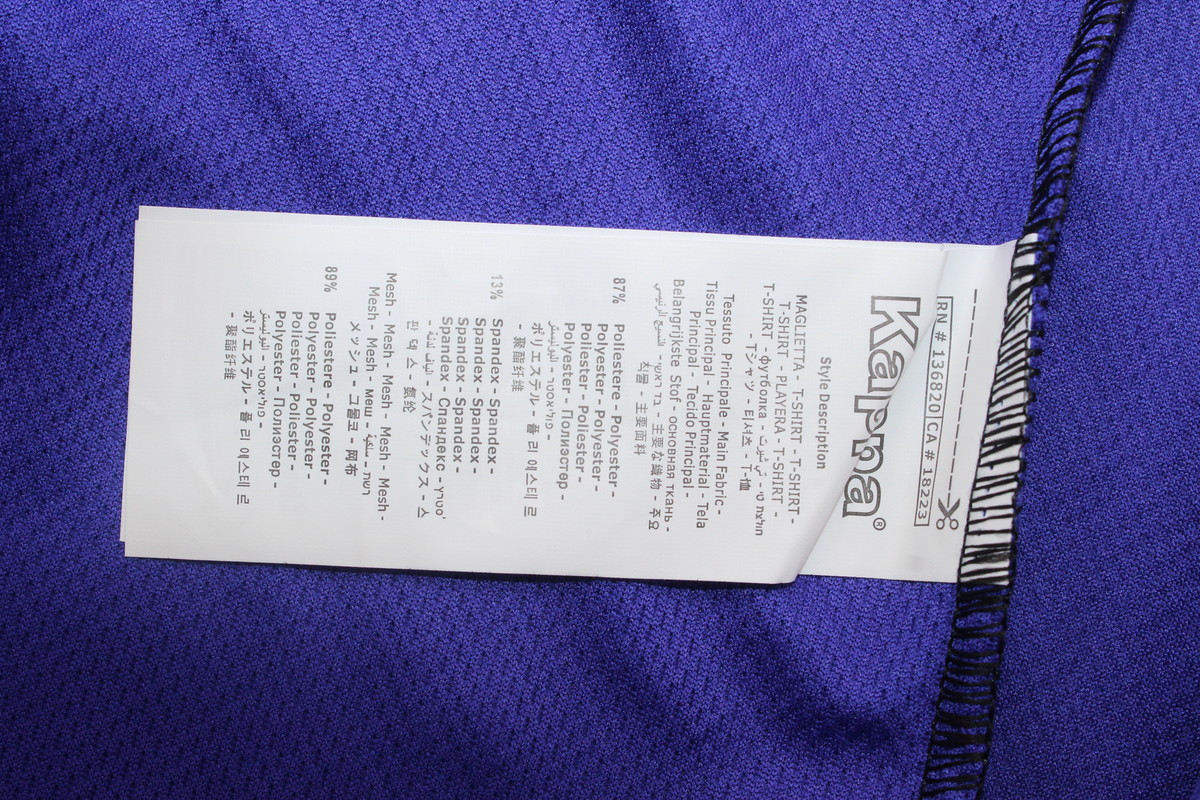 RN # 136820 CA # 18223
Kappa®
Style Description
MAGLIETTA - T-SHIRT - T-SHIRT -
T-SHIRT - PLAYERA - T-SHIRT -
T-SHIRT - футболка - חולצת טי - تي شيرت
- Tシャツ - 티셔츠 - T-恤
Tessuto Principale - Main Fabric -
Tissu Principal - Hauptmaterial - Tela
Principal - Tecido Principal -
Belangrijkste Stof - основная ткань -
النسيج الرئيسي - בד ראשי - 主要な織物 - 주요
직물 - 主要面料
87% Poliestere - Polyester -
Polyester - Polyester -
Poliester - Poliester -
Polyester - Полиэстер -
פוליאסטר - البوليستر -
ポリエステル - 폴 리 에스테 르
- 聚酯纤维
13% Spandex - Spandex -
Spandex - Spandex -
Spandex - Spandex -
Spandex - Спандекс -
- スパンデックス - 스
판 덱 스 - 氨纶
Mesh - Mesh - Mesh - Mesh -
Mesh - Mesh - Меш - רשת -
メッシュ - 그물코 - 网布
89% Poliestere - Polyester -
Polyester - Polyester -
Poliester - Poliester -
Polyester - Полиэстер -
פוליאסטר - البوليستر -
ポリエステル - 폴 리 에스테 르
- 聚酯纤维